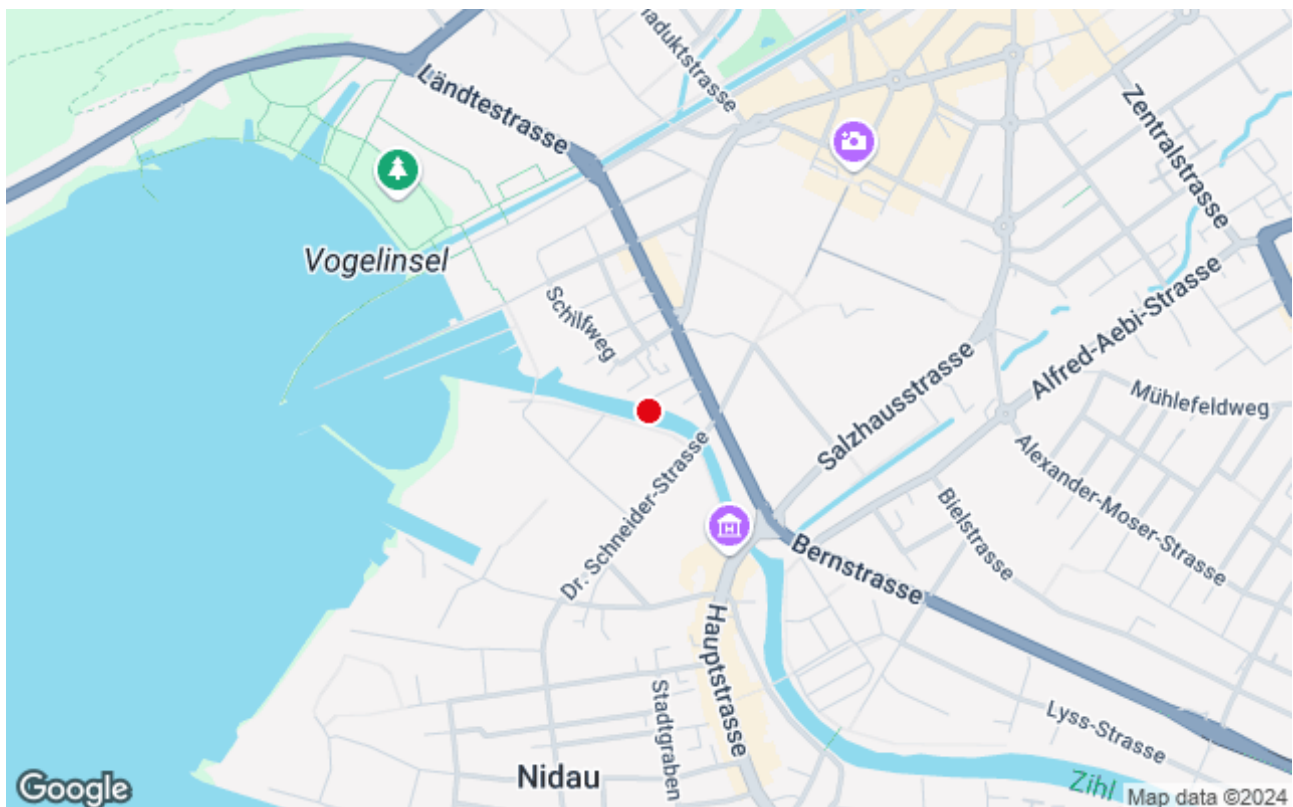 aduktstrasse
Ländtestrasse
Zentralstrasse
Vogelinsel
Schilfweg
Alfred-Aebi-Strasse
Salzhausstrasse
Mühlefeldweg
Alexander-Moser-Strasse
Bielstrasse
Dr. Schneider-Strasse
Bernstrasse
Hauptstrasse
Stadtgraben
Lyss-Strasse
Nidau
Zihl
Google
Map data ©2024